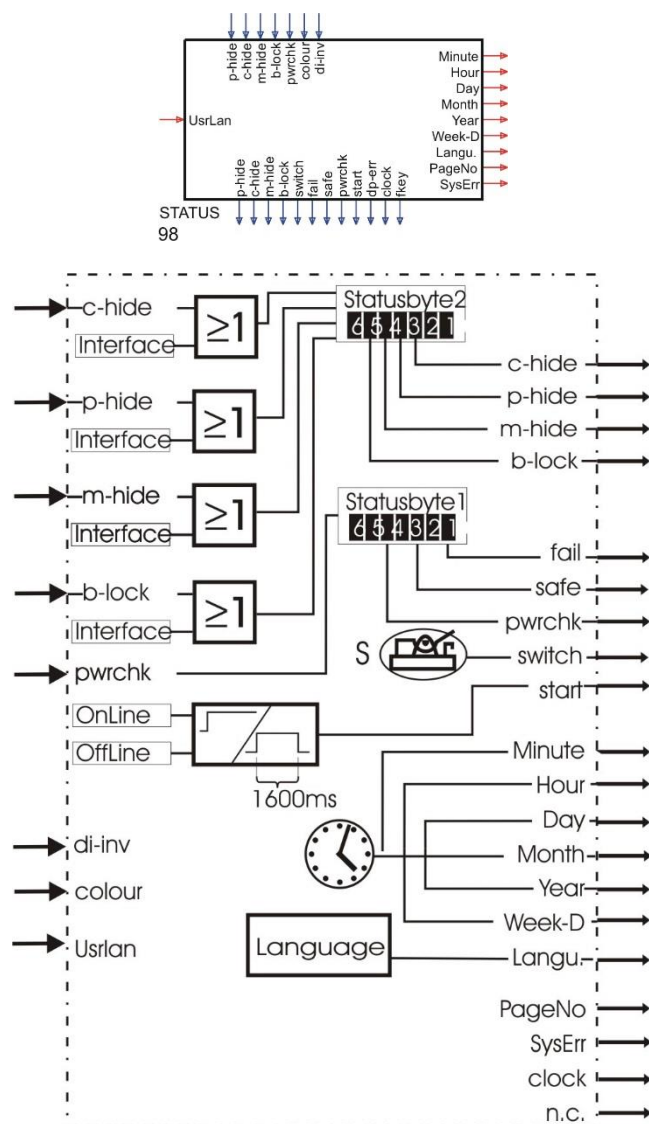 p-hide
c-hide
m-hide
b-lock
pwrchk
colour
di-inv
Minute
Hour
Day
Month
Year
Week-D
Langu.
PageNo
SysErr
UsrLan
p-hide
c-hide
m-hide
b-lock
switch
fail
safe
pwrchk
start
dp-err
clock
fkey
STATUS
98
c-hide
Interface
≥1
Statusbyte2
6 5 4 3 2 1
c-hide
p-hide
Interface
≥1
p-hide
m-hide
b-lock
m-hide
Interface
≥1
Statusbyte1
6 5 4 3 2 1
fail
safe
b-lock
Interface
≥1
pwrchk
S
switch
pwrchk
start
OnLine
OffLine
1600ms
Minute
Hour
Day
Month
Year
Week-D
Langu.
di-inv
colour
Usrlan
Language
PageNo
SysErr
clock
n.c.